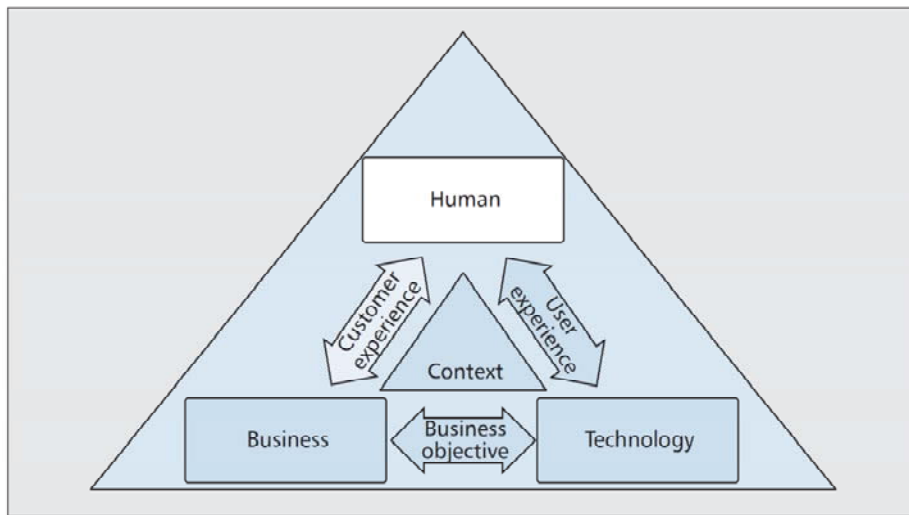 Human
Customer
experience
User
experience
Context
Business
Business
objective
Technology